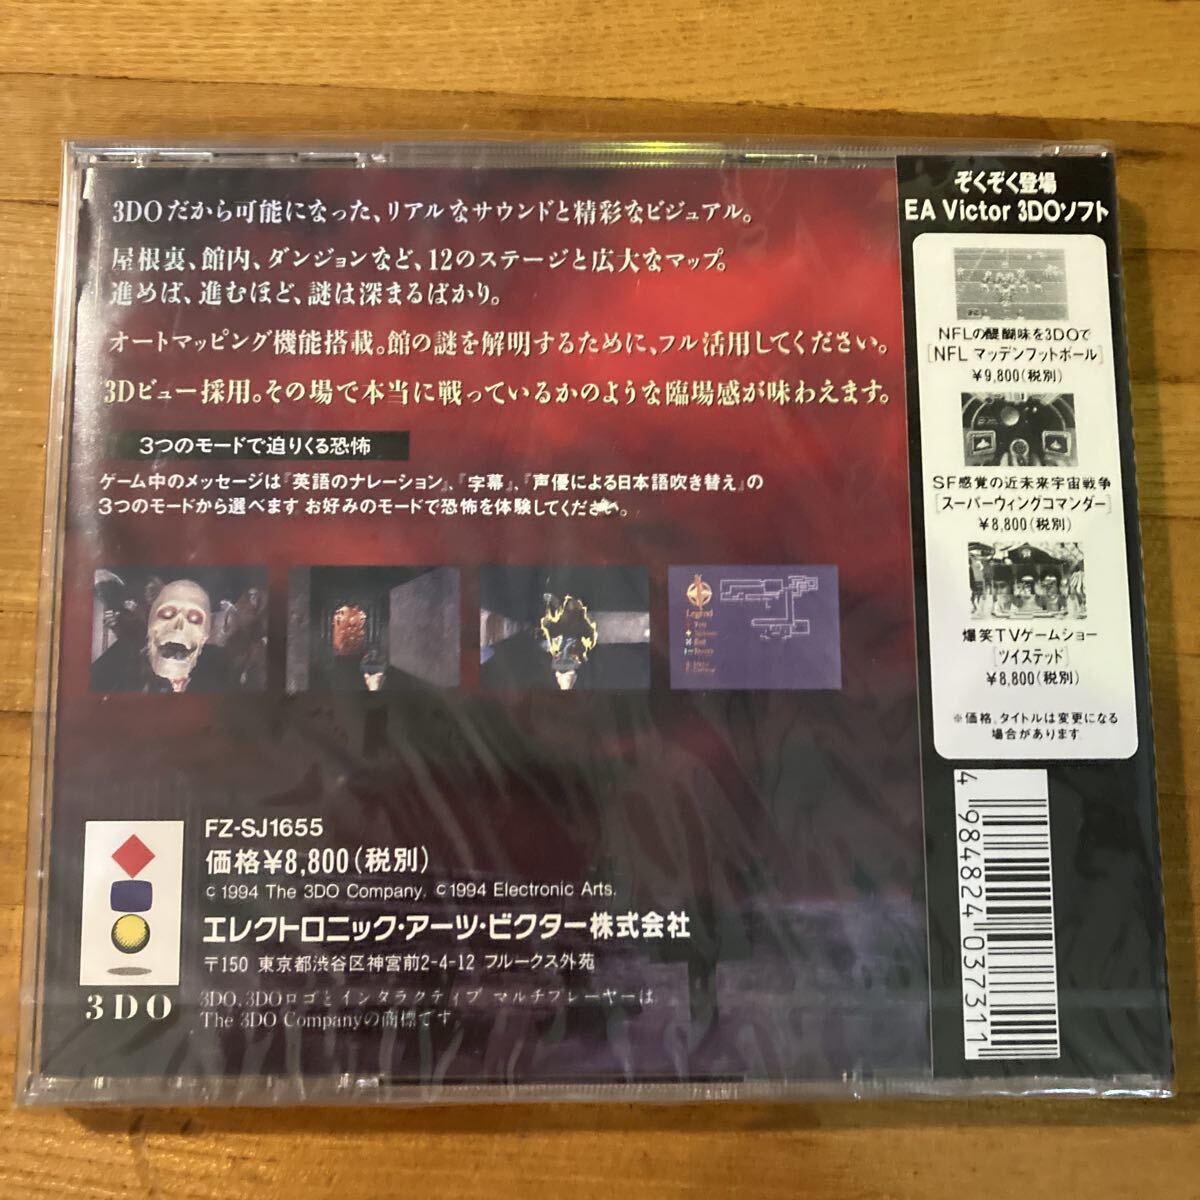 3DOだから可能になった、リアルなサウンドと精彩なビジュアル。
屋根裏、館内、ダンジョンなど、12のステージと広大なマップ。
進めば、進むほど、謎は深まるばかり。
オートマッピング機能搭載。館の謎を解明するために、フル活用してください。
3Dビュー採用。その場で本当に戦っているかのような臨場感が味わえます。
3つのモードで迫りくる恐怖
ゲーム中のメッセージは『英語のナレーション』、『字幕』、『声優による日本語吹き替え』の
3つのモードから選べます お好みのモードで恐怖を体験してください。
Legend
You
Exit
FZ-SJ1655
価格¥8,800(税別)
© 1994 The 3DO Company, © 1994 Electronic Arts.
エレクトロニック・アーツ・ビクター株式会社
〒150 東京都渋谷区神宮前2-4-12 フルークス外苑
3DO
3DO,3DOロゴとインタラクティブ マルチプレーヤーは
The 3DO Companyの商標です
ぞくぞく登場
EA Victor 3DOソフト
NFLの醍醐味を3DOで
[NFL マッデンフットボール]
¥9,800(税別)
SF感覚の近未来宇宙戦争
[スーパーウィングコマンダー]
¥8,800(税別)
爆笑TVゲームショー
[ツイステッド]
¥8,800(税別)
※価格、タイトルは変更になる
場合があります
4 984824 037311